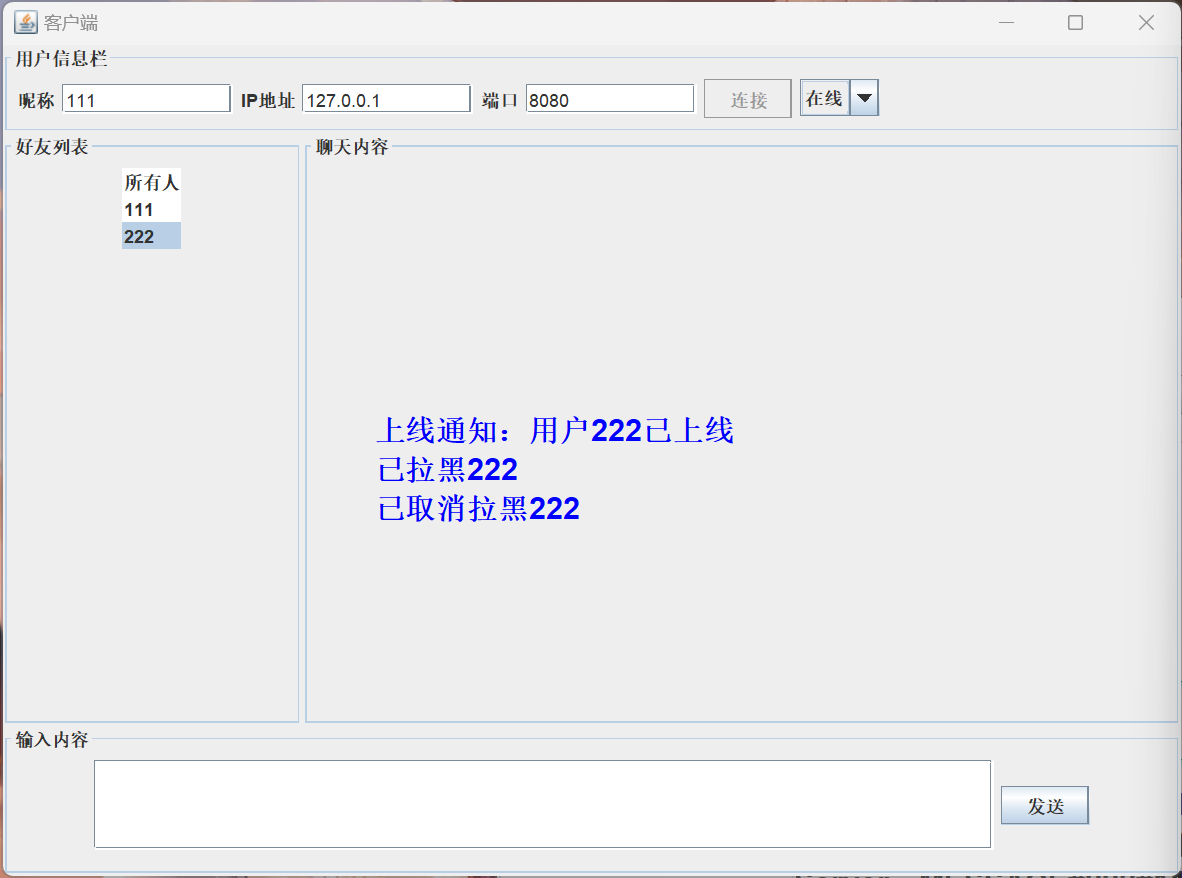 客户端
用户信息栏
昵称 111 IP地址 127.0.0.1 端口 8080 连接 在线
好友列表
所有人
111
222
聊天内容
上线通知：用户222已上线
已拉黑222
已取消拉黑222
输入内容
发送